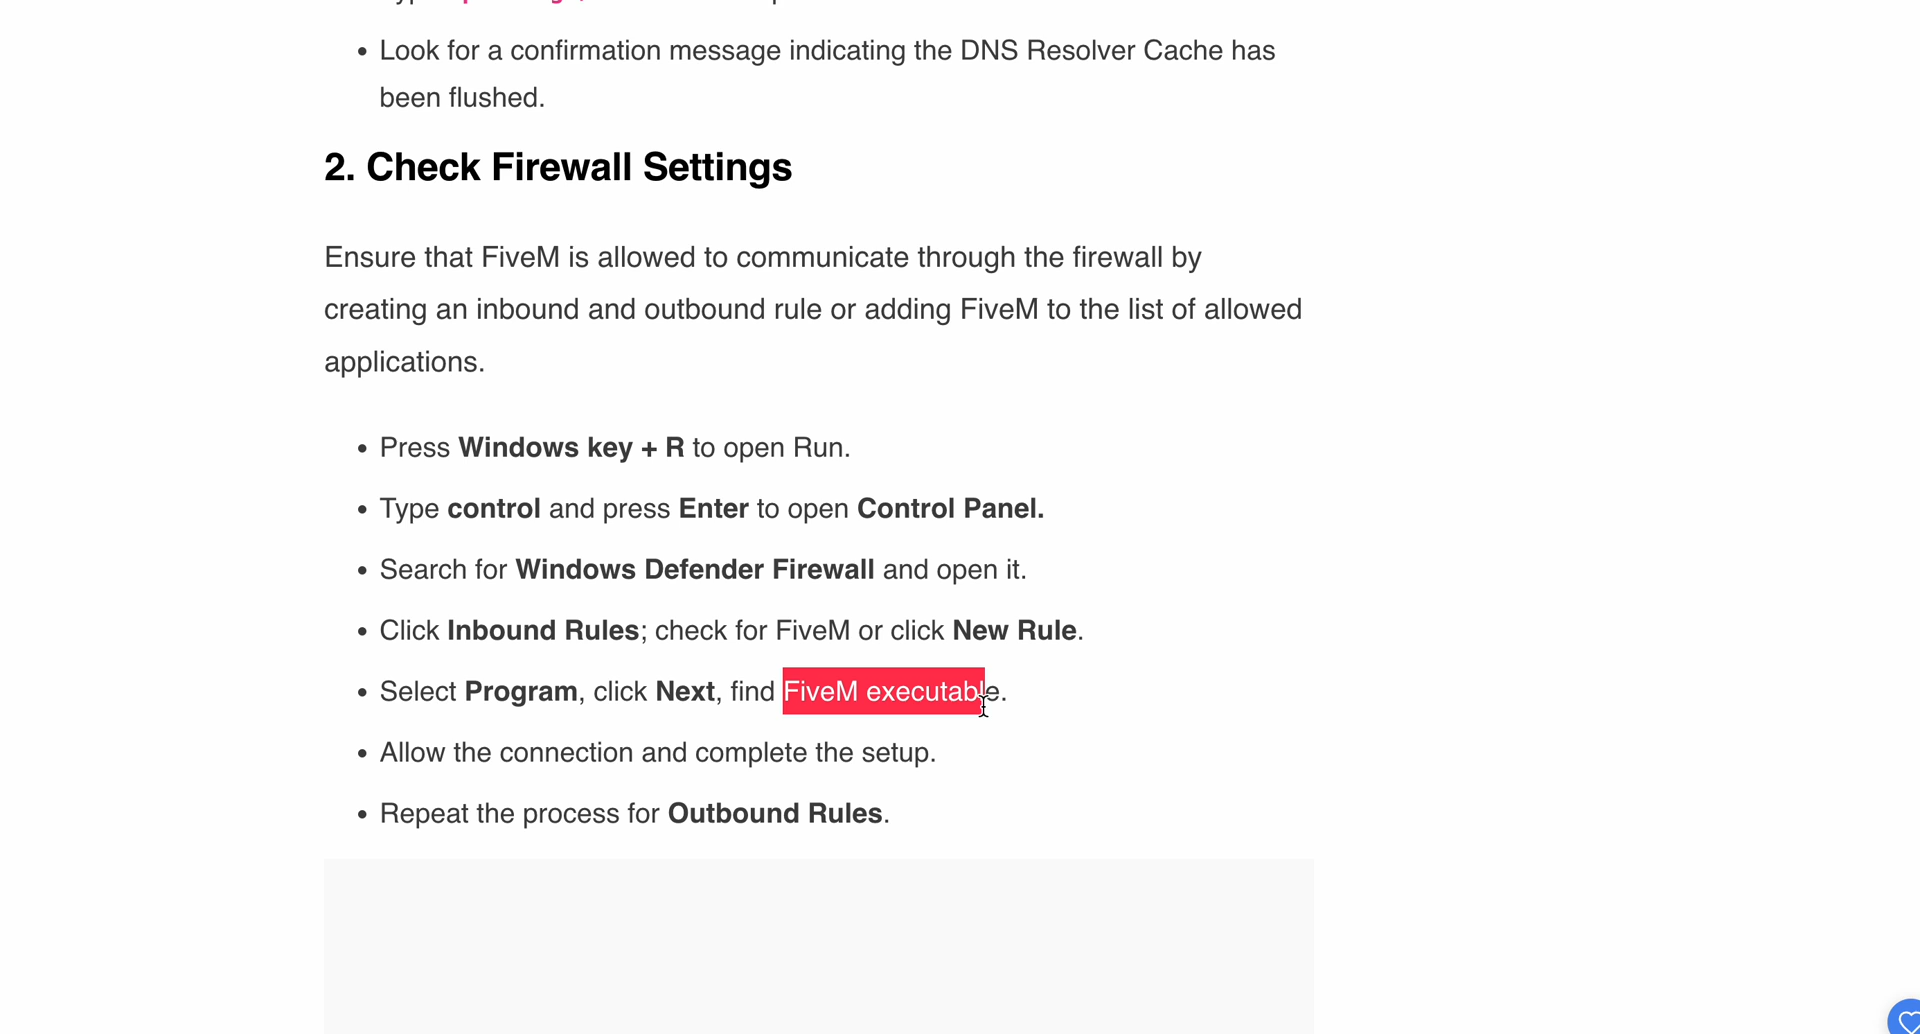 Look for a confirmation message indicating the DNS Resolver Cache has
been flushed.
2. Check Firewall Settings
Ensure that FiveM is allowed to communicate through the firewall by
creating an inbound and outbound rule or adding FiveM to the list of allowed
applications.
Press Windows key + R to open Run.
Type control and press Enter to open Control Panel.
Search for Windows Defender Firewall and open it.
Click Inbound Rules; check for FiveM or click New Rule.
Select Program, click Next, find FiveM executable.
Allow the connection and complete the setup.
Repeat the process for Outbound Rules.